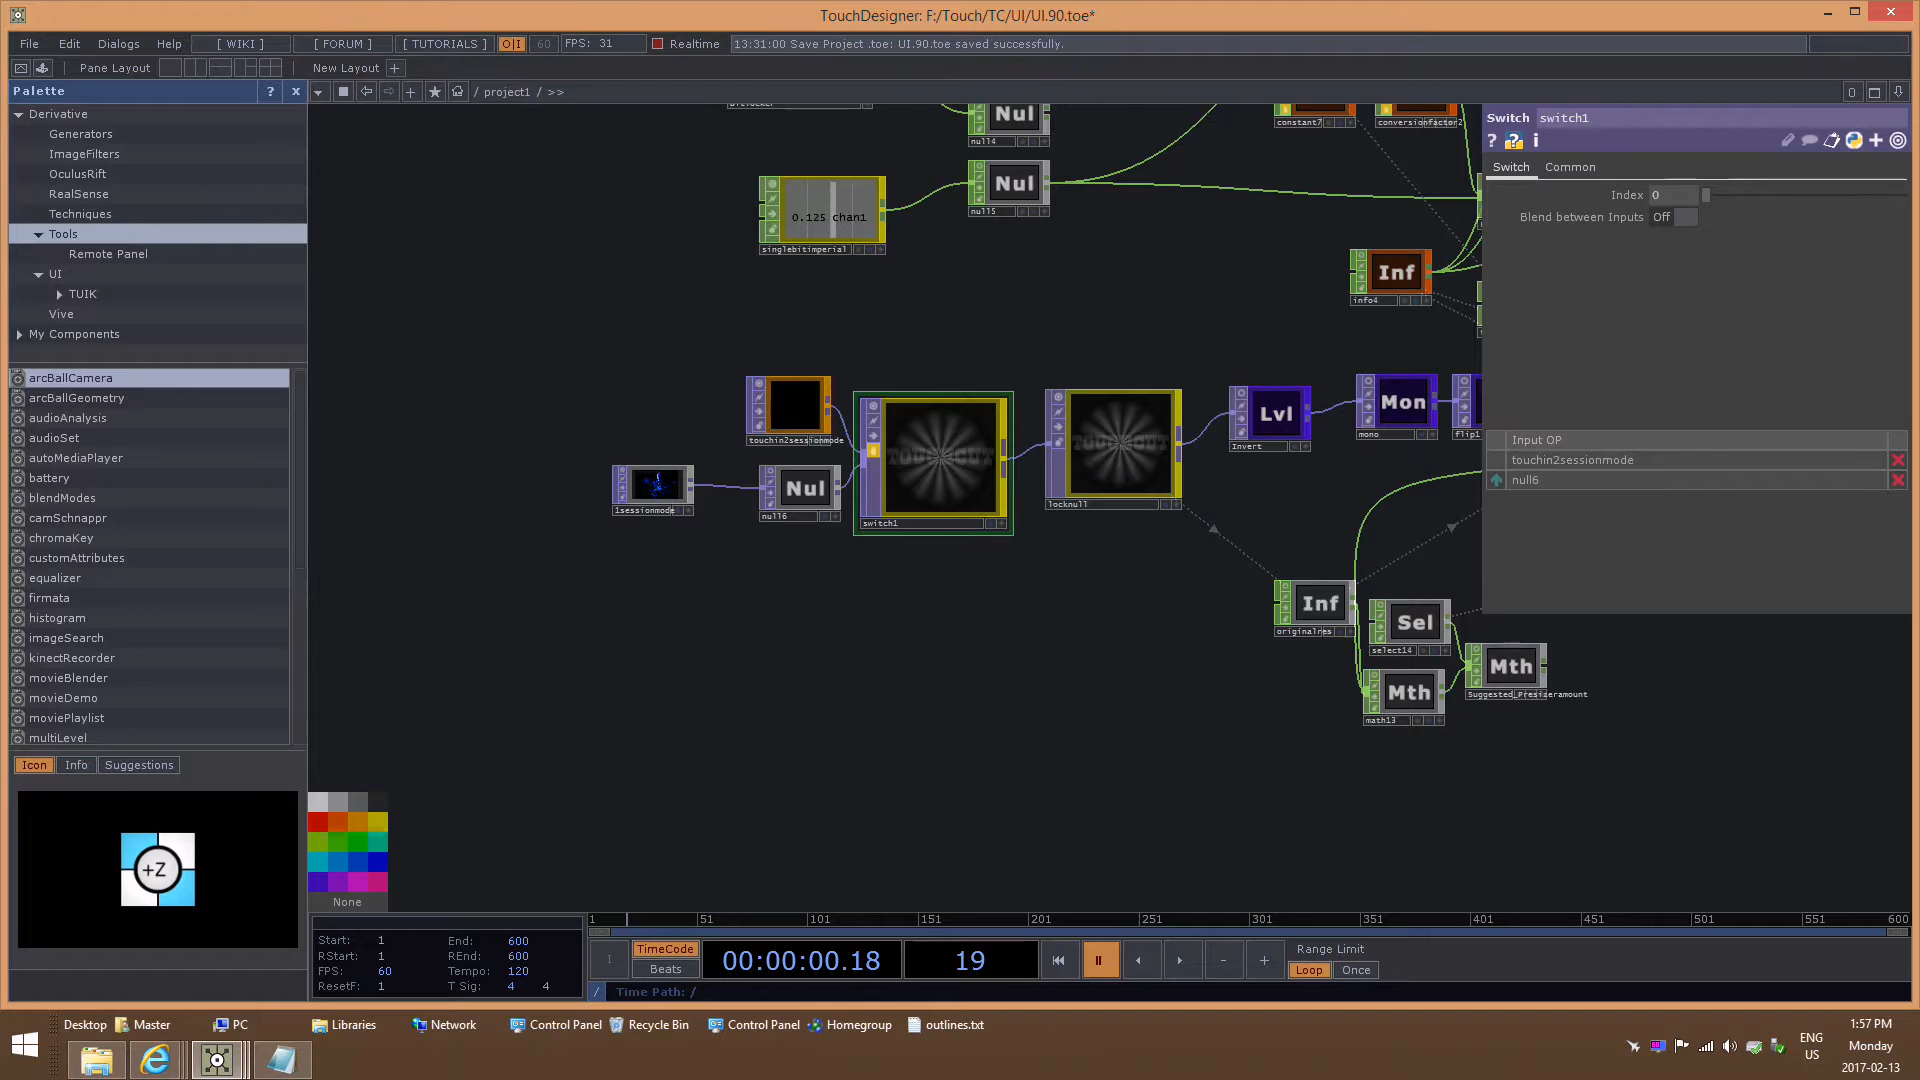 TouchDesigner: F:/Touch/TC/UI/UI.90.toe*
File Edit Dialogs Help [ WIKI ] [ FORUM ] [ TUTORIALS ] O|I 60 FPS: 31 Realtime 13:31:00 Save Project .toe: UI.90.toe saved successfully.
Pane Layout New Layout +
Palette ? x / project1 / >> 0
Derivative
Generators
ImageFilters
OculusRift
RealSense
Techniques
Tools
Remote Panel
UI
TUIK
Vive
My Components
arcBallCamera
arcBallGeometry
audioAnalysis
audioSet
autoMediaPlayer
battery
blendModes
camSchnappr
chromaKey
customAttributes
equalizer
firmata
histogram
imageSearch
kinectRecorder
movieBlender
movieDemo
moviePlaylist
multiLevel
Icon Info Suggestions
+Z
Nul
null4
Nul
null5
0.125 chan1
singlebitimperial
constant7
conversionfactor2
Inf
info4
touchin2sessionmode
1sessionmode
Nul
null6
switch1
locknull
Lvl
Invert
Mon
mono
flip1
Inf
originalres
Sel
select14
Mth
math13
Mth
Suggested_Presizeramount
Switch switch1
? ? i
Switch Common
Index 0
Blend between Inputs Off
Input OP
touchin2sessionmode
null6
None
1 51 101 151 201 251 301 351 401 451 501 551 600
Start: 1 End: 600
RStart: 1 REnd: 600
FPS: 60 Tempo: 120
ResetF: 1 T Sig: 4 4
TimeCode
Beats
00:00:00.18 19
- +
Range Limit
Loop Once
/ Time Path: /
Desktop Master PC Libraries Network Control Panel Recycle Bin Control Panel Homegroup outlines.txt
ENG
US
1:57 PM
Monday
2017-02-13